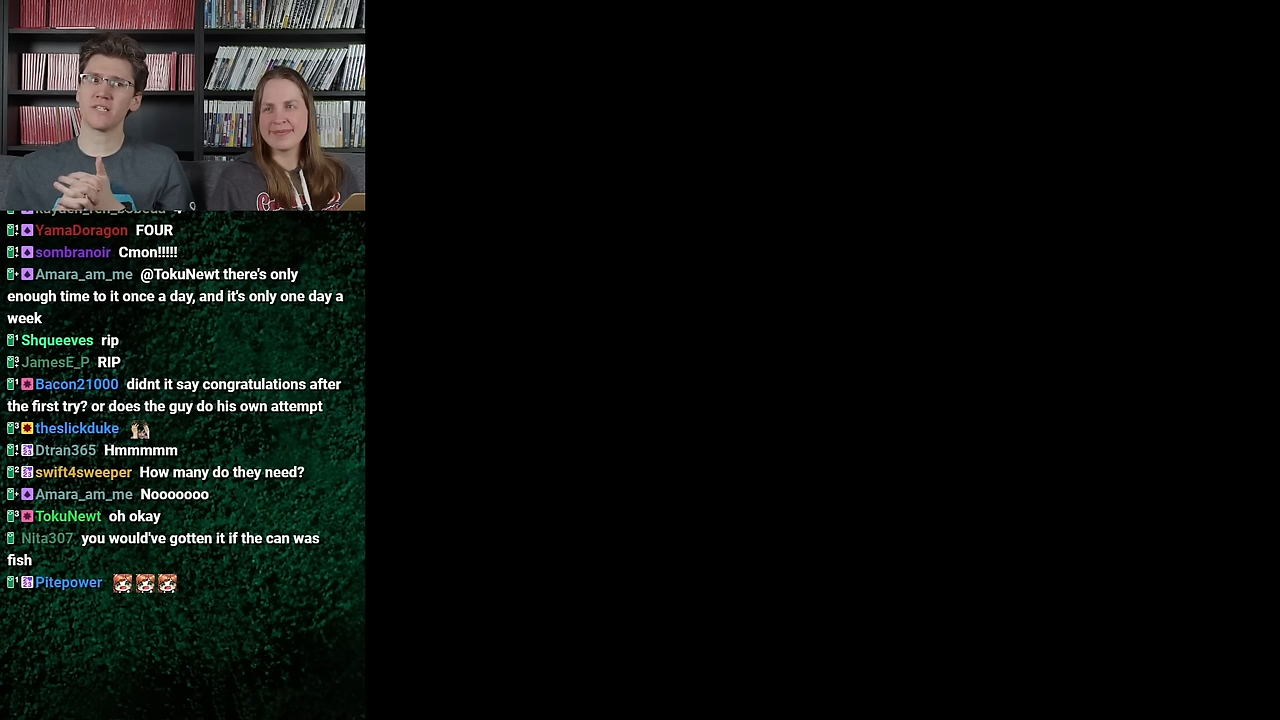 YamaDoragon FOUR
sombranoir Cmon!!!!!
Amara_am_me @TokuNewt there's only
enough time to it once a day, and it's only one day a
week
Shqueeves rip
JamesE_P RIP
Bacon21000 didnt it say congratulations after
the first try? or does the guy do his own attempt
theslickduke
Dtran365 Hmmmmm
swift4sweeper How many do they need?
Amara_am_me Nooooooo
TokuNewt oh okay
Nita307 you would've gotten it if the can was
fish
Pitepower